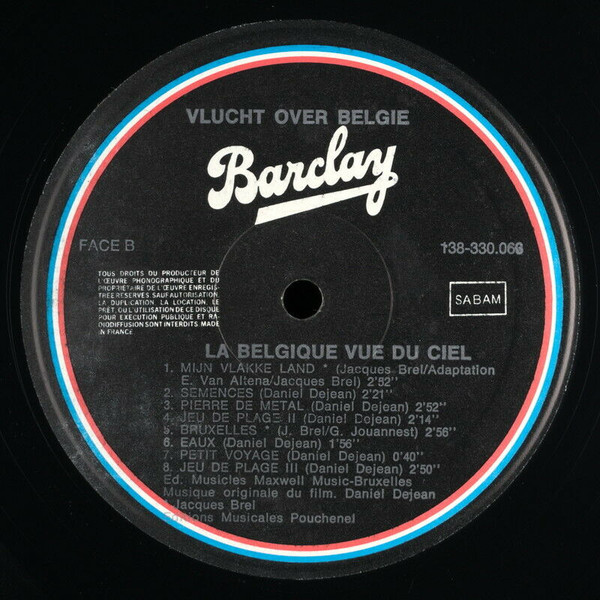 VLUCHT OVER BELGIE
Barclay
FACE B
138-330.066
TOUS DROITS DU PRODUCTEUR DE
L'ŒUVRE PHONOGRAPHIQUE ET DU
PROPRIETAIRE DE L'ŒUVRE ENREGIS-
TREE RESERVES SAUF AUTORISATION,
LA DUPLICATION, LA LOCATION, LE
PRÊT, OU L'UTILISATION DE CE DISQUE
POUR EXECUTION PUBLIQUE ET RA-
DIODIFFUSION SONT INTERDITS. MADE
IN FRANCE
SABAM
LA BELGIQUE VUE DU CIEL
1. MIJN VLAKKE LAND * (Jacques Brel/Adaptation
E. Van Altena/Jacques Brel) 2'52''
2. SEMENCES (Daniel Dejean) 2'21''
3. PIERRE DE METAL (Daniel Dejean) 2'52''
4. JEU DE PLAGE II (Daniel Dejean) 2'14''
5. BRUXELLES * (J. Brel/G. Jouannest) 2'56''
6. EAUX (Daniel Dejean) 1'56''
7. PETIT VOYAGE (Daniel Dejean) 0'40''
8. JEU DE PLAGE III (Daniel Dejean) 2'50''
Ed. Musicles Maxwell Music-Bruxelles
Musique originale du film. Daniel Dejean
Jacques Brel
Musicales Pouchenel